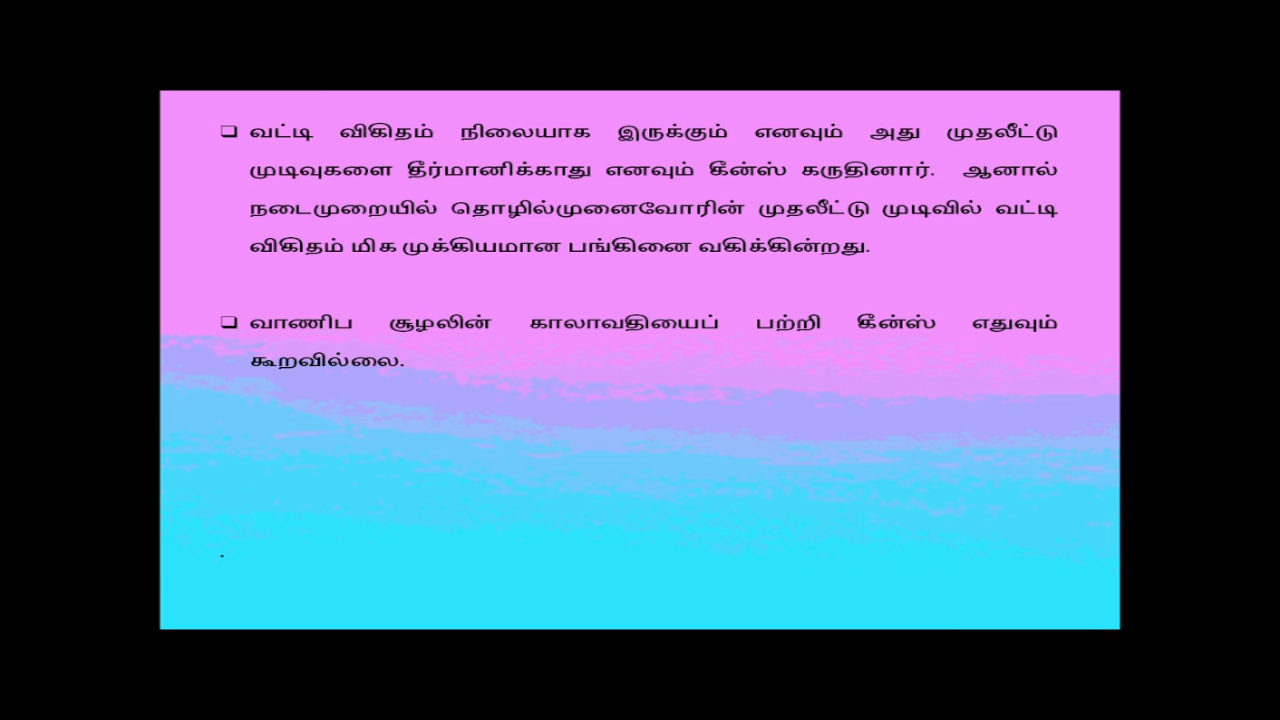 ❑ வட்டி விகிதம் நிலையாக இருக்கும் எனவும் அது முதலீட்டு
முடிவுகளை தீர்மானிக்காது எனவும் கீன்ஸ் கருதினார். ஆனால்
நடைமுறையில் தொழில்முனைவோரின் முதலீட்டு முடிவில் வட்டி
விகிதம் மிக முக்கியமான பங்கினை வகிக்கின்றது.
❑ வாணிப சூழலின் காலாவதியைப் பற்றி கீன்ஸ் எதுவும்
கூறவில்லை.
.